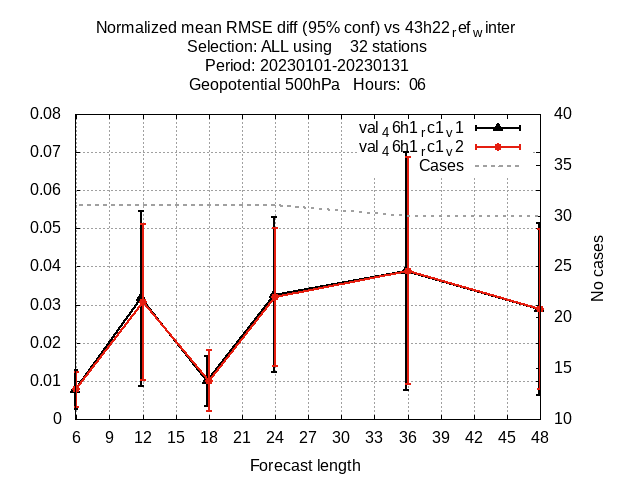 Normalized mean RMSE diff (95% conf) vs 43h22refwinter
Selection: ALL using 32 stations
Period: 20230101-20230131
Geopotential 500hPa Hours: 06
0.08
0.07
0.06
0.05
0.04
0.03
0.02
0.01
0
val46h1rc1v1
val46h1rc1v2
Cases
40
35
30
25
20
15
10
No cases
6 9 12 15 18 21 24 27 30 33 36 39 42 45 48
Forecast length